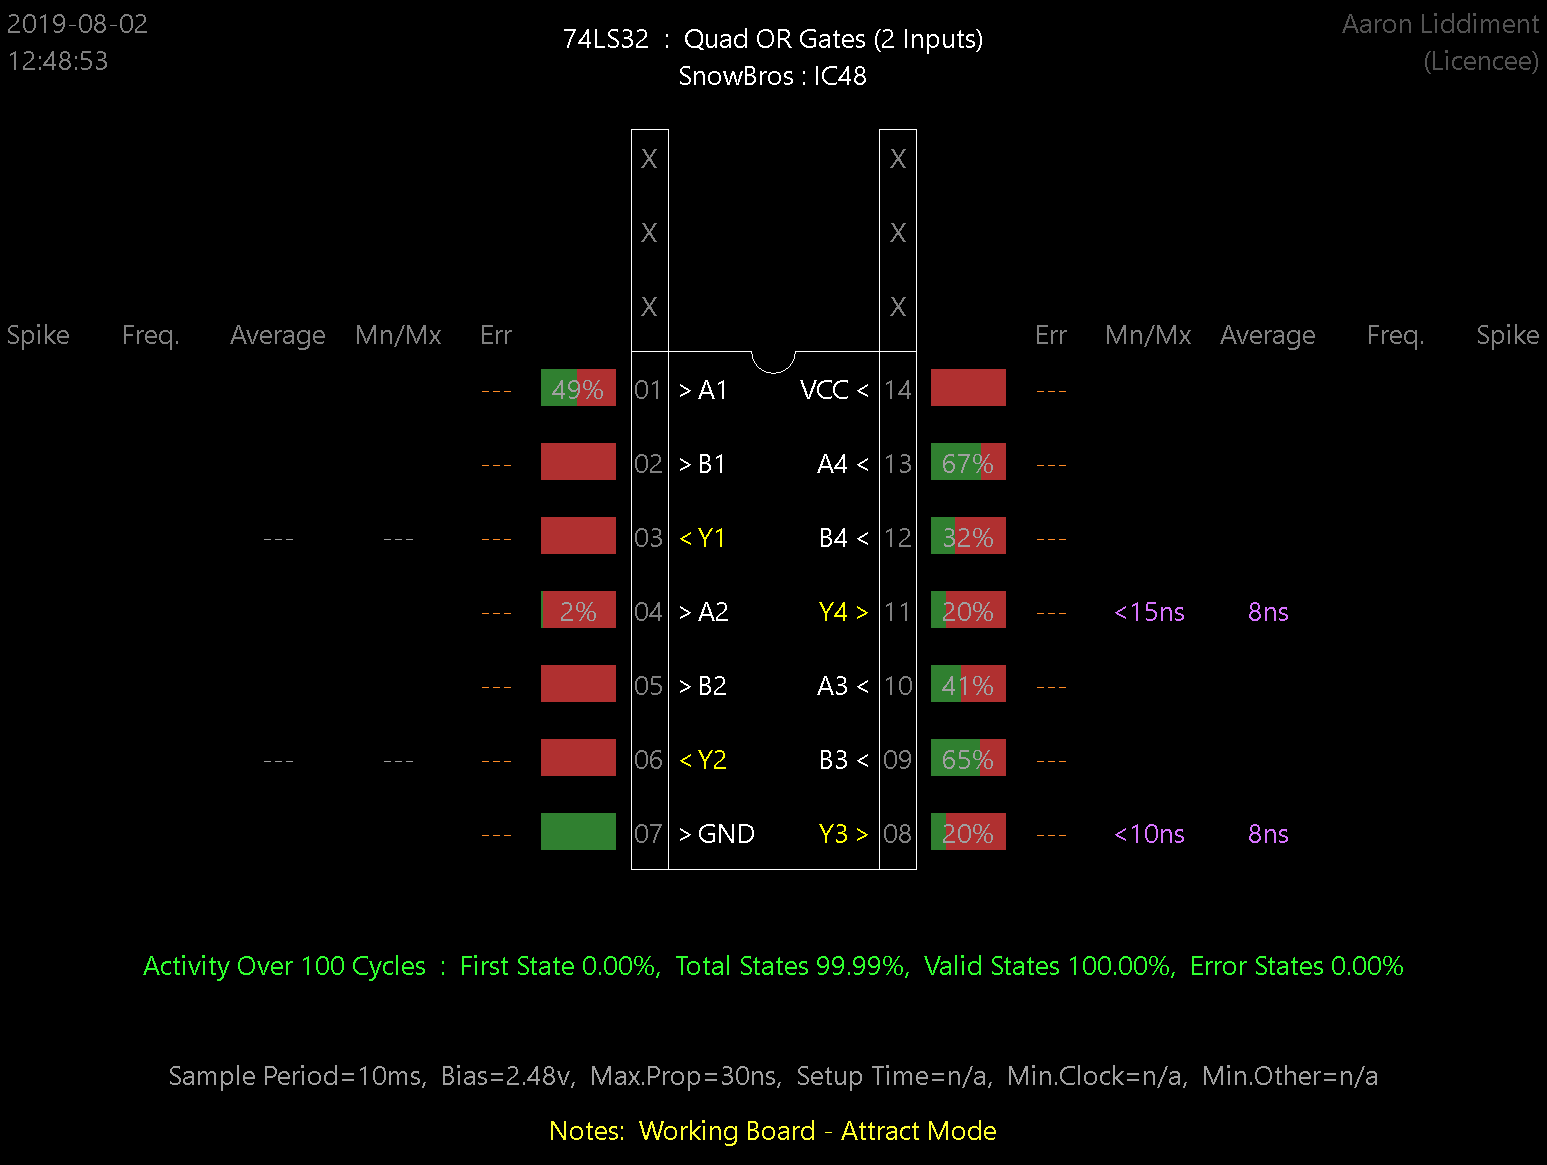 2019-08-02
12:48:53
74LS32 : Quad OR Gates (2 Inputs)
SnowBros : IC48
Aaron Liddiment
(Licencee)
X X
X X
X X
Spike Freq. Average Mn/Mx Err Err Mn/Mx Average Freq. Spike
--- 49% 01 > A1 VCC < 14 ---
--- 02 > B1 A4 < 13 67% ---
--- --- --- 03 < Y1 B4 < 12 32% ---
--- 2% 04 > A2 Y4 > 11 20% --- <15ns 8ns
--- 05 > B2 A3 < 10 41% ---
--- --- --- 06 < Y2 B3 < 09 65% ---
--- 07 > GND Y3 > 08 20% --- <10ns 8ns
Activity Over 100 Cycles : First State 0.00%, Total States 99.99%, Valid States 100.00%, Error States 0.00%
Sample Period=10ms, Bias=2.48v, Max.Prop=30ns, Setup Time=n/a, Min.Clock=n/a, Min.Other=n/a
Notes: Working Board - Attract Mode